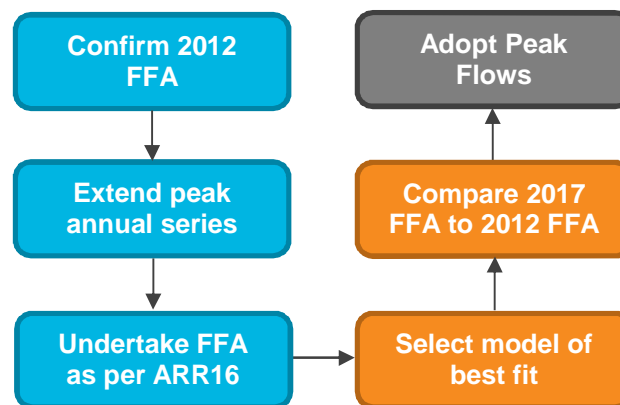 Confirm 2012
FFA
Extend peak
annual series
Undertake FFA
as per ARR16
Select model of
best fit
Compare 2017
FFA to 2012 FFA
Adopt Peak
Flows